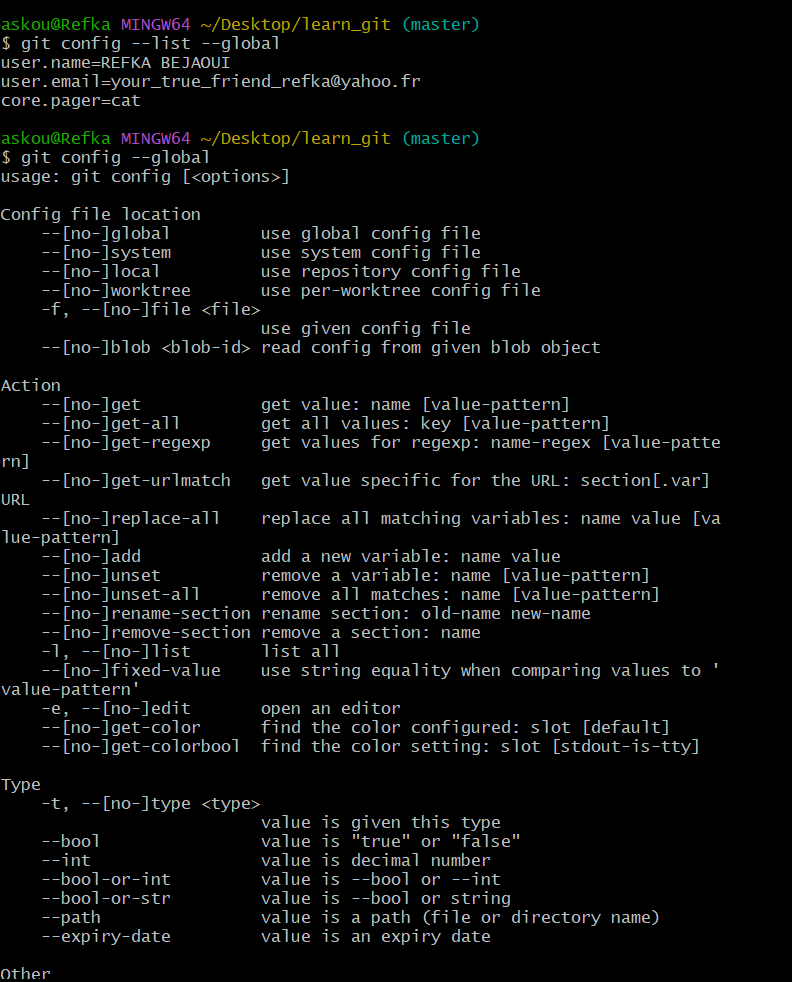 askou@Refka MINGW64 ~/Desktop/learn_git (master)
$ git config --list --global
user.name=REFKA BEJAOUI
user.email=your_true_friend_refka@yahoo.fr
core.pager=cat
askou@Refka MINGW64 ~/Desktop/learn_git (master)
$ git config --global
usage: git config [<options>]
Config file location
    --[no-]global         use global config file
    --[no-]system         use system config file
    --[no-]local          use repository config file
    --[no-]worktree       use per-worktree config file
    -f, --[no-]file <file>
                          use given config file
    --[no-]blob <blob-id> read config from given blob object
Action
    --[no-]get            get value: name [value-pattern]
    --[no-]get-all        get all values: key [value-pattern]
    --[no-]get-regexp     get values for regexp: name-regex [value-patte
rn]
    --[no-]get-urlmatch   get value specific for the URL: section[.var]
URL
    --[no-]replace-all    replace all matching variables: name value [va
lue-pattern]
    --[no-]add            add a new variable: name value
    --[no-]unset          remove a variable: name [value-pattern]
    --[no-]unset-all      remove all matches: name [value-pattern]
    --[no-]rename-section rename section: old-name new-name
    --[no-]remove-section remove a section: name
    -l, --[no-]list       list all
    --[no-]fixed-value    use string equality when comparing values to '
value-pattern'
    -e, --[no-]edit       open an editor
    --[no-]get-color      find the color configured: slot [default]
    --[no-]get-colorbool  find the color setting: slot [stdout-is-tty]
Type
    -t, --[no-]type <type>
                          value is given this type
    --bool                value is "true" or "false"
    --int                 value is decimal number
    --bool-or-int         value is --bool or --int
    --bool-or-str         value is --bool or string
    --path                value is a path (file or directory name)
    --expiry-date         value is an expiry date
Other